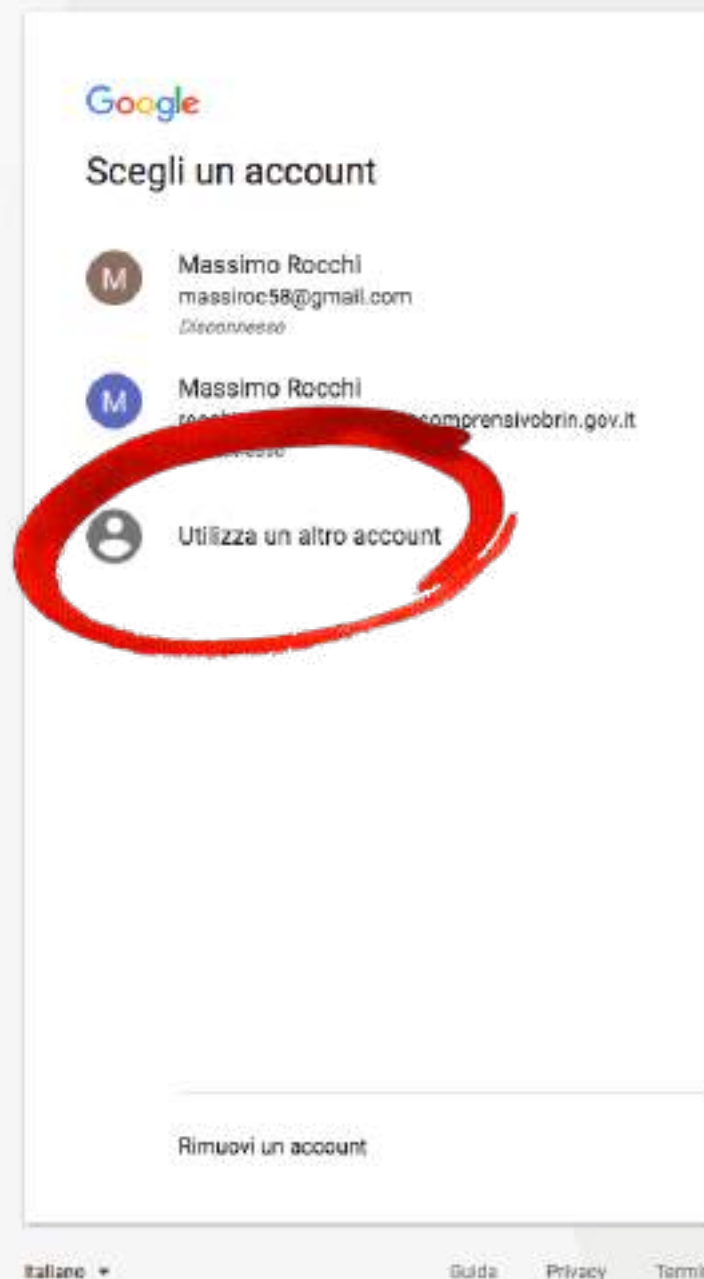 Google
Scegli un account
M
Massimo Rocchi
massiroc58@gmail.com
Disconnesso
M
Massimo Rocchi
comprensivobrin.gov.it
Utilizza un altro account
Rimuovi un account
Italiano
Guida Privacy